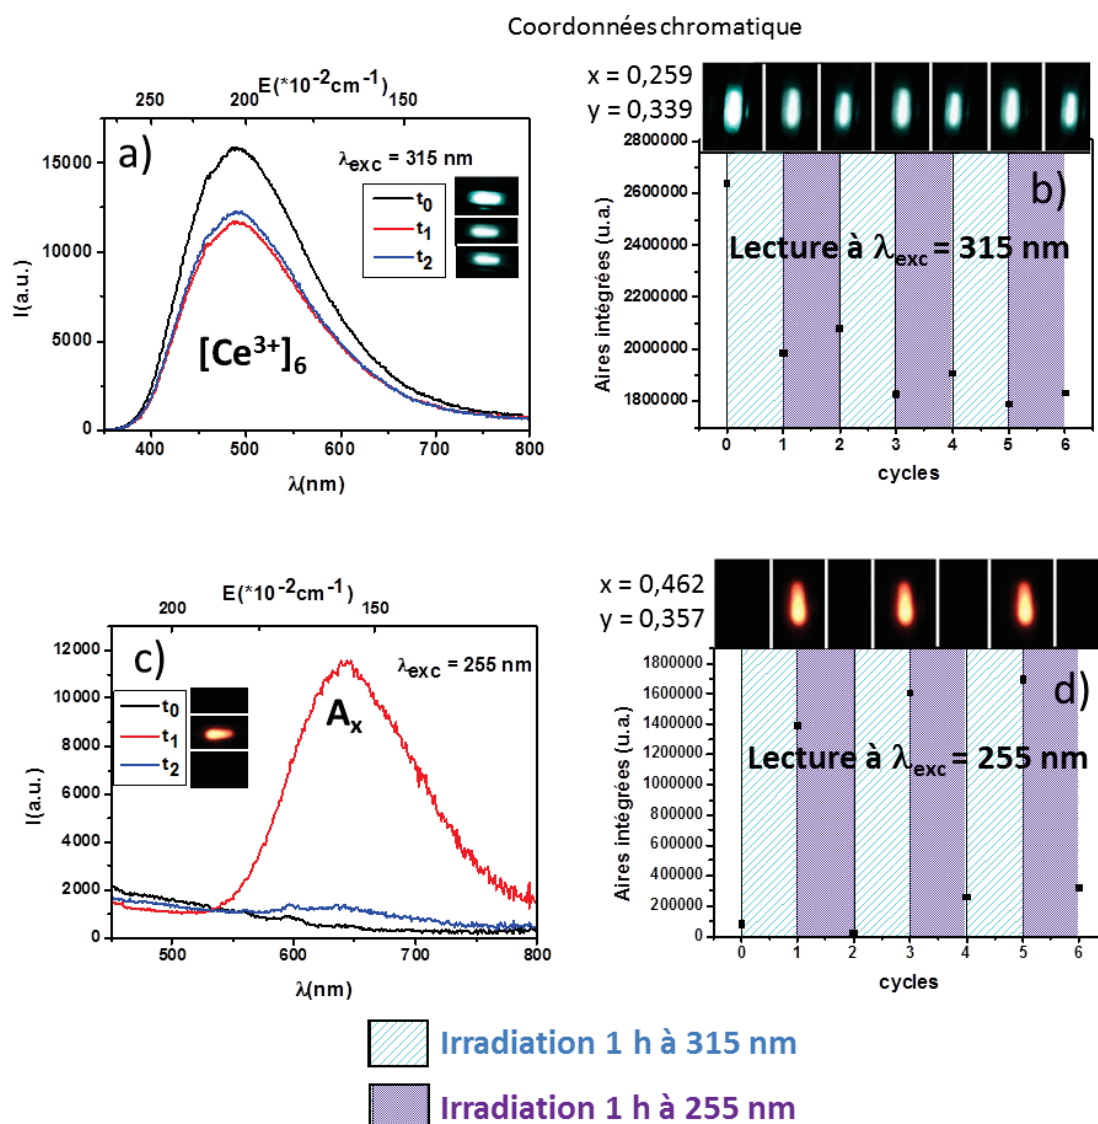 Coordonnées chromatique
E(*10-2cm-1)
250 200 150
a)
λexc = 315 nm
t0
t1
t2
[Ce3+]6
I(a.u.)
15000
10000
5000
0
400 500 600 700 800
λ(nm)
x = 0,259
y = 0,339
b)
Lecture à λexc = 315 nm
Aires intégrées (u.a.)
2800000
2600000
2400000
2200000
2000000
1800000
0 1 2 3 4 5 6
cycles
E(*10-2cm-1)
200 150
c)
λexc = 255 nm
t0
t1
t2
Ax
I(a.u.)
12000
10000
8000
6000
4000
2000
0
500 600 700 800
λ(nm)
x = 0,462
y = 0,357
d)
Lecture à λexc = 255 nm
Aires intégrées (u.a.)
1800000
1600000
1400000
1200000
1000000
800000
600000
400000
200000
0
0 1 2 3 4 5 6
cycles
Irradiation 1 h à 315 nm
Irradiation 1 h à 255 nm